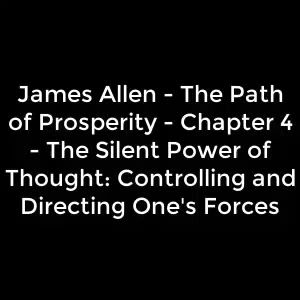 James Allen - The Path
of Prosperity - Chapter 4
- The Silent Power of
Thought: Controlling and
Directing One's Forces